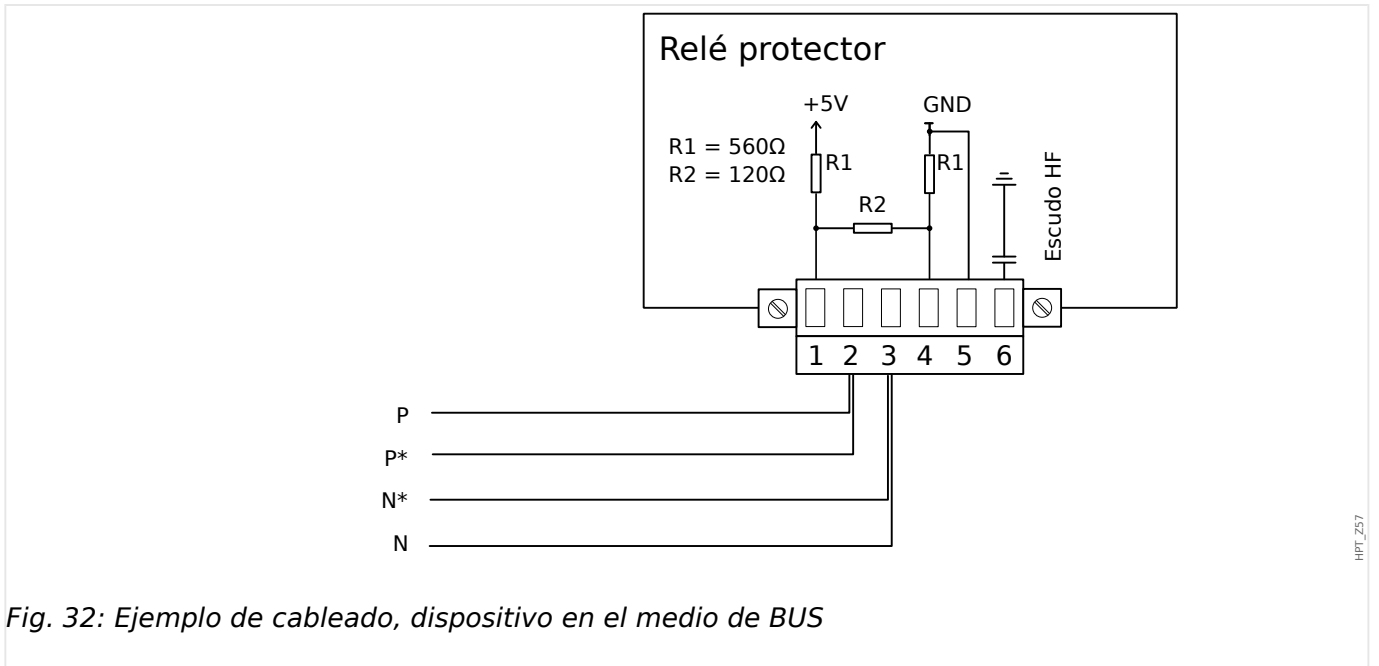 Relé protector
+5V
GND
R1 = 560Ω
R2 = 120Ω
R1
R1
R2
Escudo HF
1 2 3 4 5 6
P
P*
N*
N
HPT_Z57
Fig. 32: Ejemplo de cableado, dispositivo en el medio de BUS